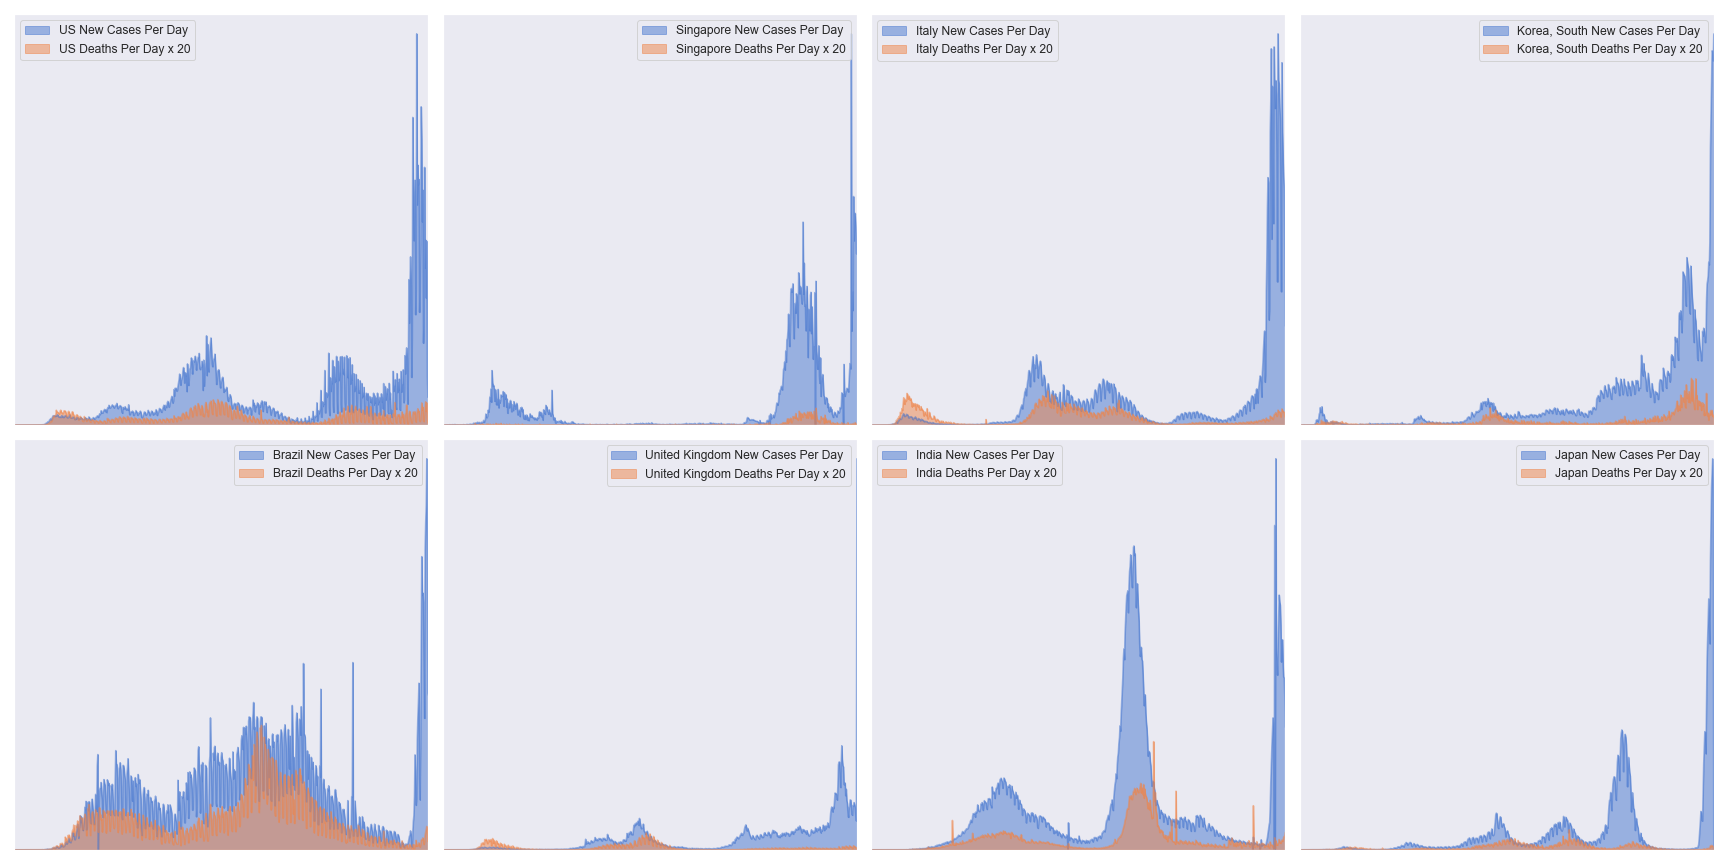 US New Cases Per Day
US Deaths Per Day x 20
Singapore New Cases Per Day
Singapore Deaths Per Day x 20
Italy New Cases Per Day
Italy Deaths Per Day x 20
Korea, South New Cases Per Day
Korea, South Deaths Per Day x 20
Brazil New Cases Per Day
Brazil Deaths Per Day x 20
United Kingdom New Cases Per Day
United Kingdom Deaths Per Day x 20
India New Cases Per Day
India Deaths Per Day x 20
Japan New Cases Per Day
Japan Deaths Per Day x 20